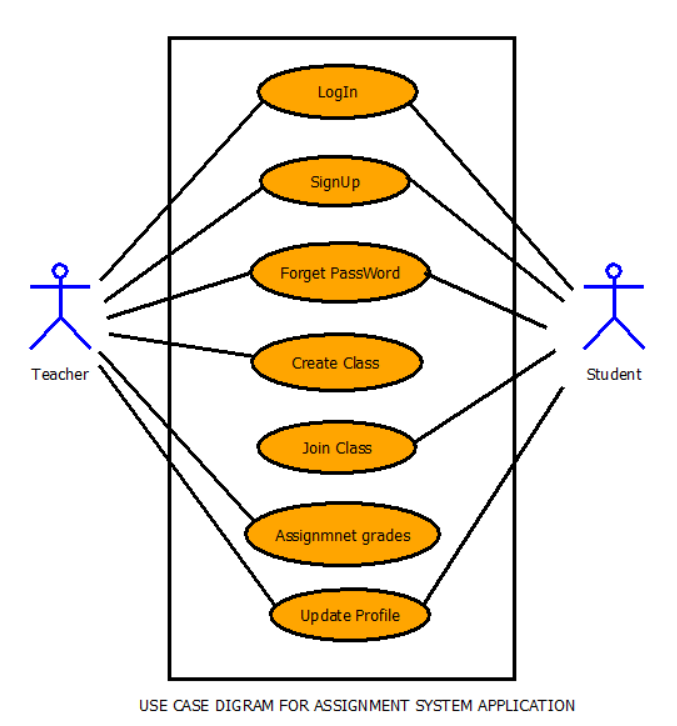 LogIn
SignUp
Forget PassWord
Create Class
Join Class
Assignmnet grades
Update Profile
Teacher
Student
USE CASE DIGRAM FOR ASSIGNMENT SYSTEM APPLICATION